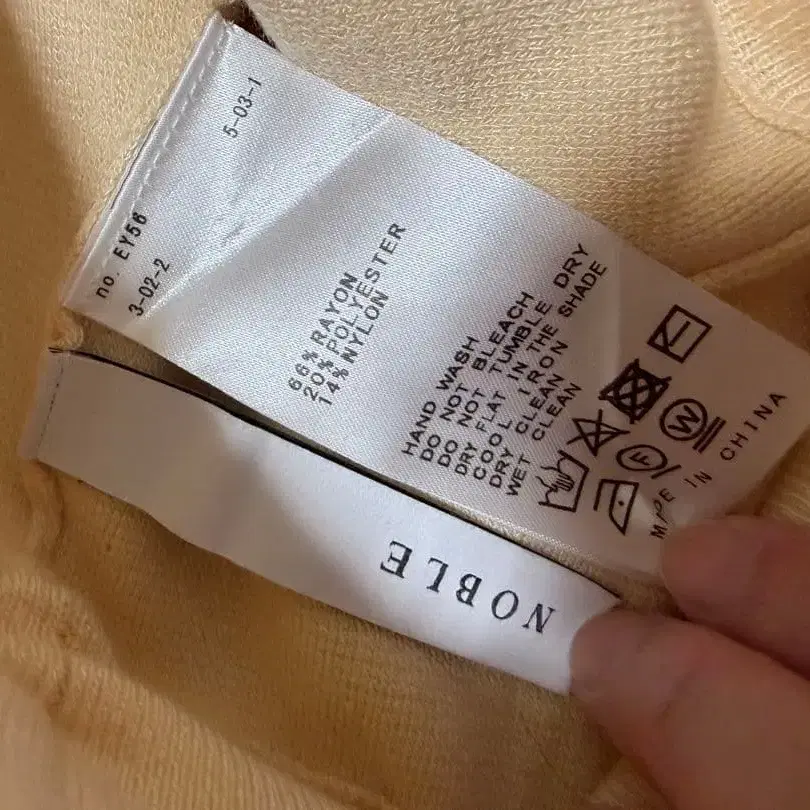 5-03-1
no. EY56
3-02-2
66% RAYON
20% POLYESTER
14% NYLON
HAND WASH
DO NOT BLEACH
DO NOT TUMBLE DRY
DRY FLAT IN THE SHADE
COOL IRON
DRY CLEAN
WET CLEAN
F
W
MADE IN CHINA
NOBLE